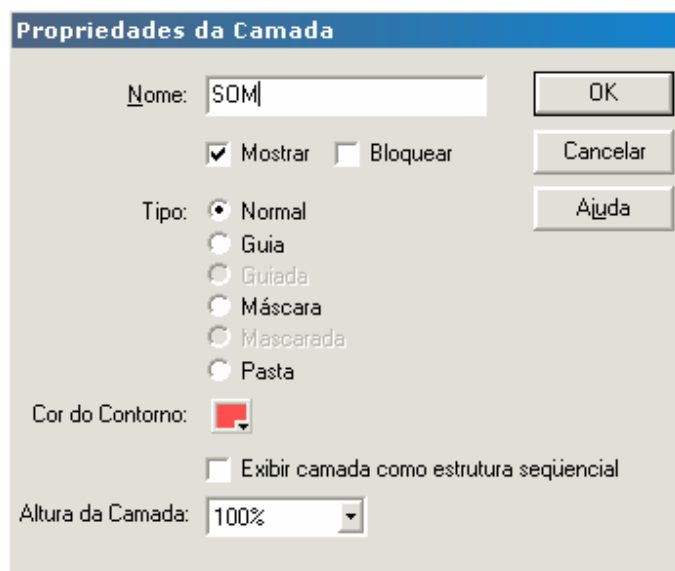 Propriedades da Camada
Nome: SOM OK
Mostrar Bloquear Cancelar
Tipo: Normal Ajuda
Guia
Guiada
Máscara
Mascarada
Pasta
Cor do Contorno:
Exibir camada como estrutura seqüencial
Altura da Camada: 100%